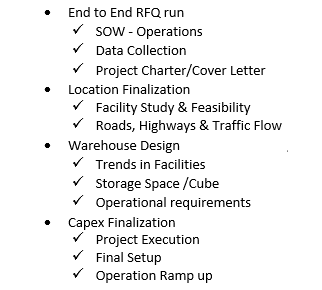 • End to End RFQ run
✓ SOW - Operations
✓ Data Collection
✓ Project Charter/Cover Letter
• Location Finalization
✓ Facility Study & Feasibility
✓ Roads, Highways & Traffic Flow
• Warehouse Design
✓ Trends in Facilities
✓ Storage Space /Cube
✓ Operational requirements
• Capex Finalization
✓ Project Execution
✓ Final Setup
✓ Operation Ramp up